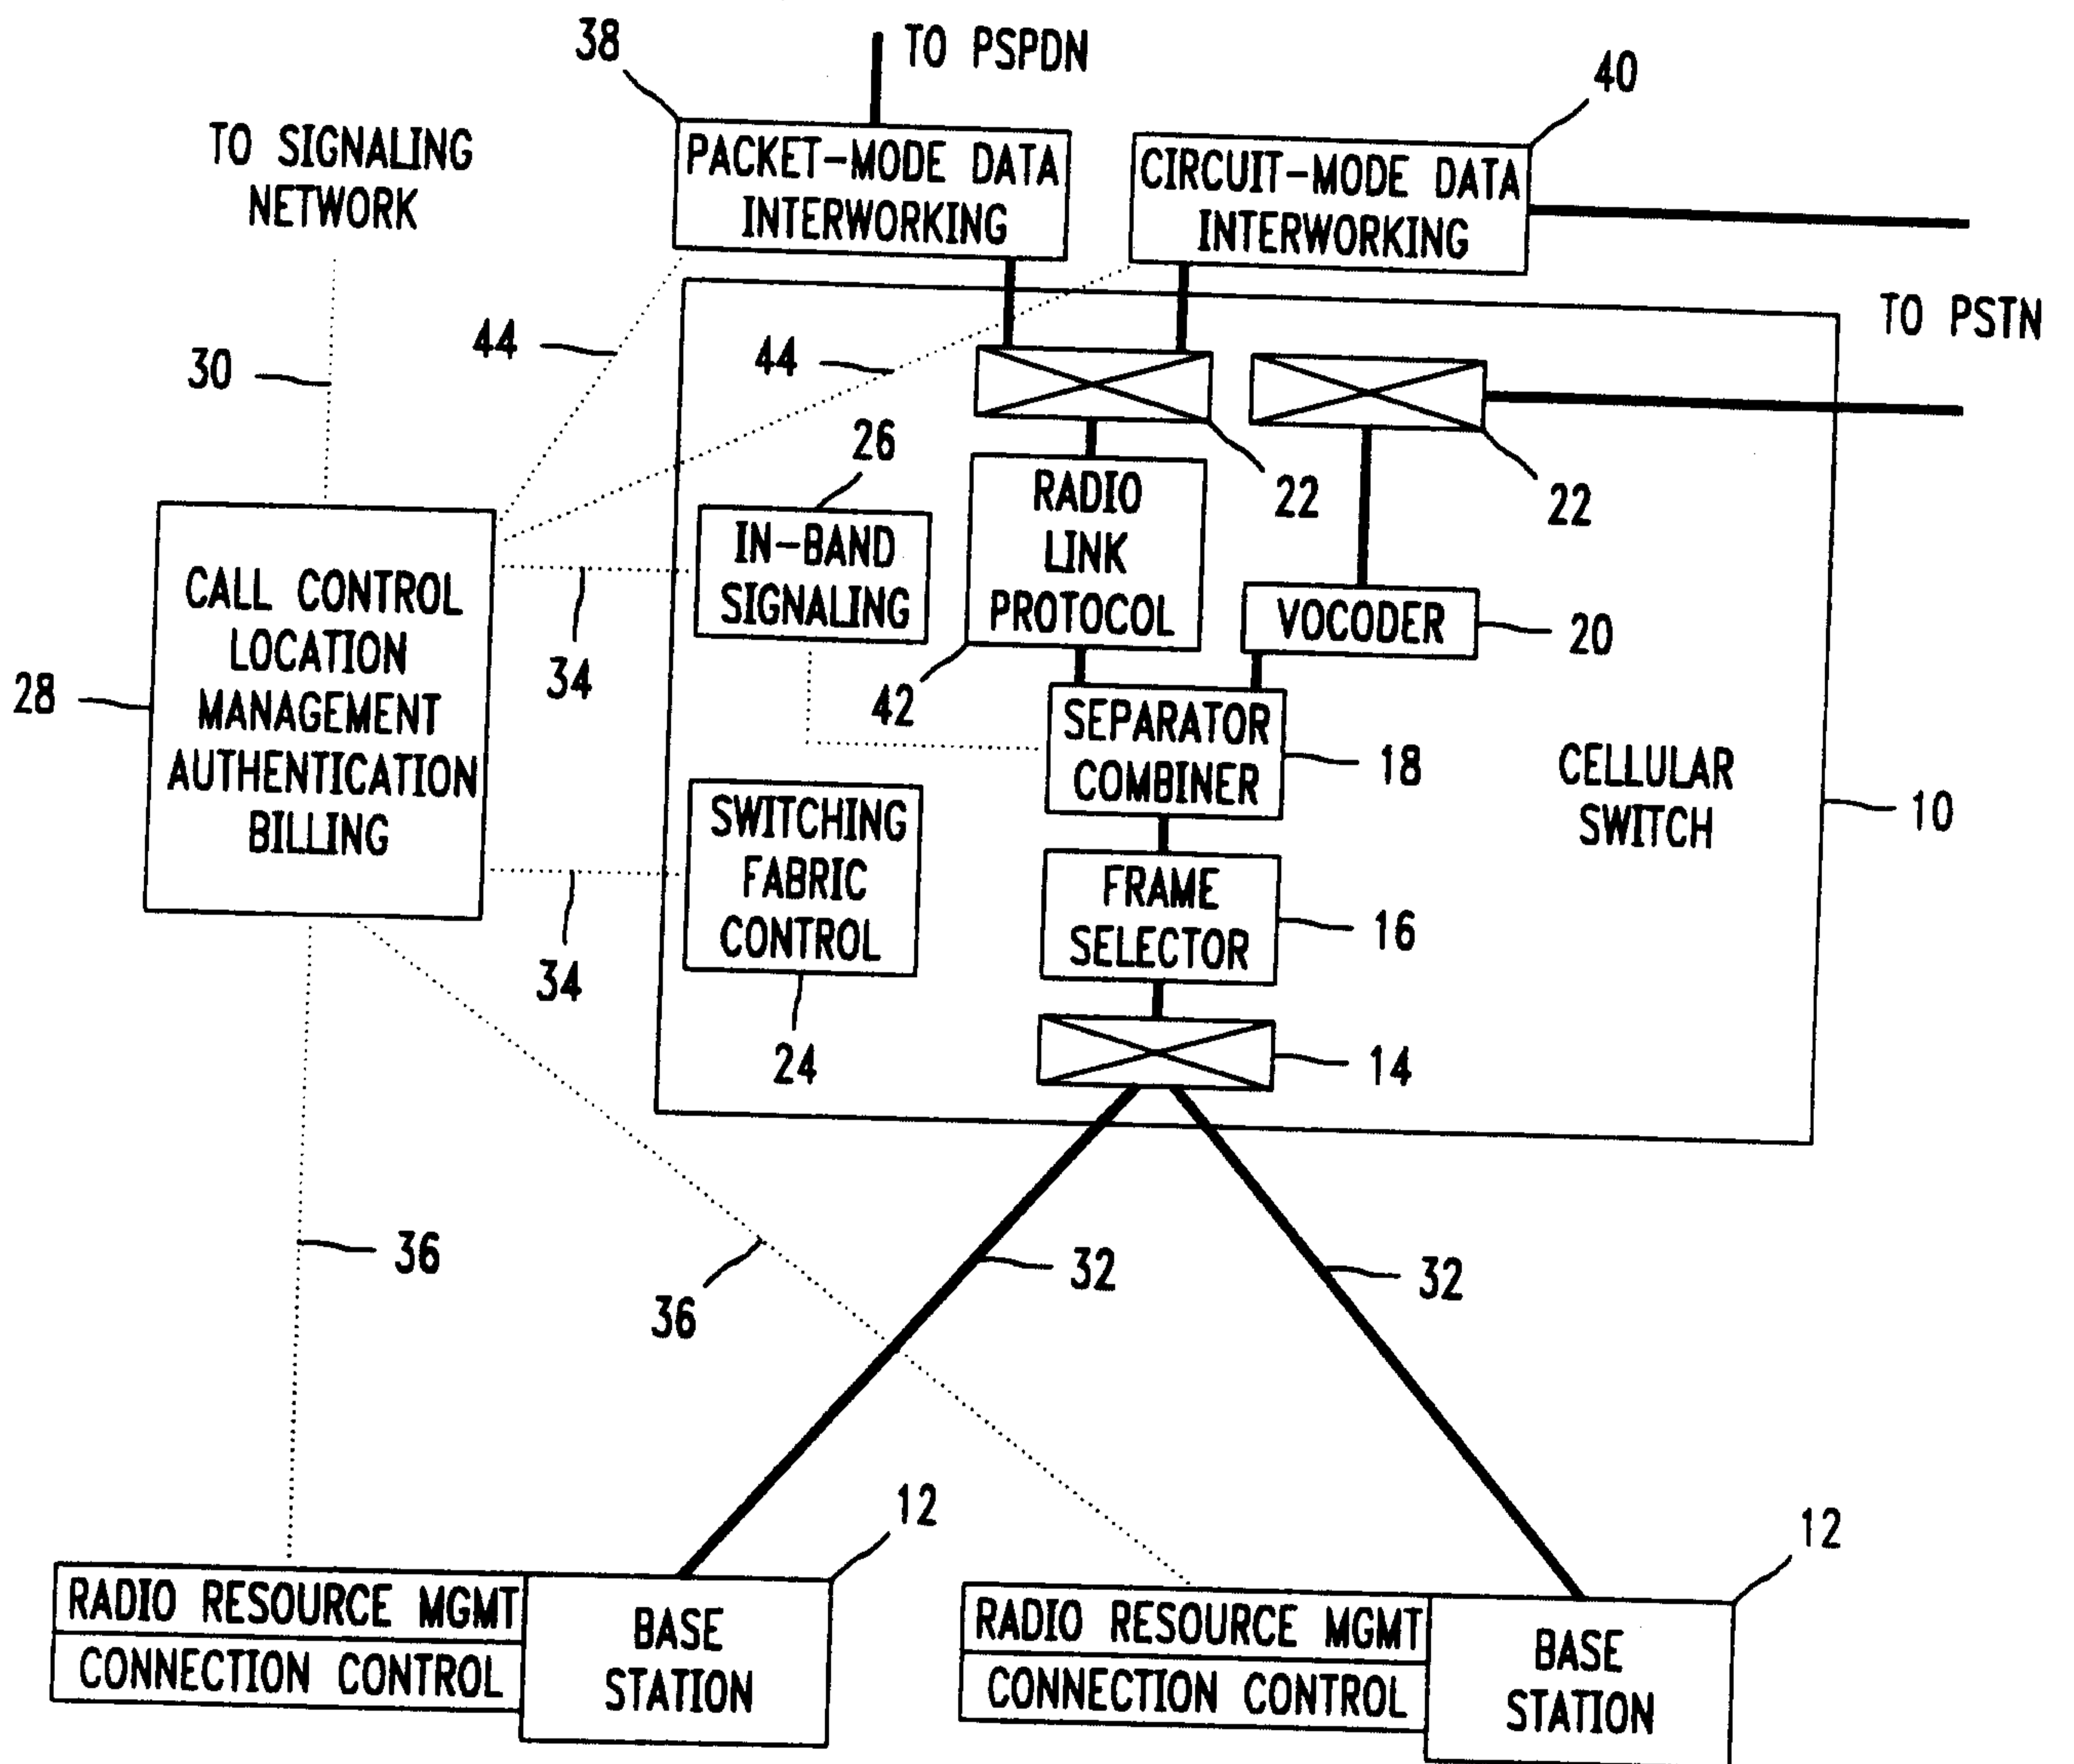 38
TO PSPDN
40
TO SIGNALING
NETWORK
PACKET-MODE DATA
INTERWORKING
CIRCUIT-MODE DATA
INTERWORKING
TO PSTN
44
44
30
26
22
22
RADIO
LINK
PROTOCOL
IN-BAND
SIGNALING
CALL CONTROL
LOCATION
MANAGEMENT
AUTHENTICATION
BILLING
28
34
42
VOCODER
20
SEPARATOR
COMBINER
18
CELLULAR
SWITCH
10
SWITCHING
FABRIC
CONTROL
FRAME
SELECTOR
16
34
24
14
36
36
32
32
12
12
RADIO RESOURCE MGMT
CONNECTION CONTROL
BASE
STATION
RADIO RESOURCE MGMT
CONNECTION CONTROL
BASE
STATION